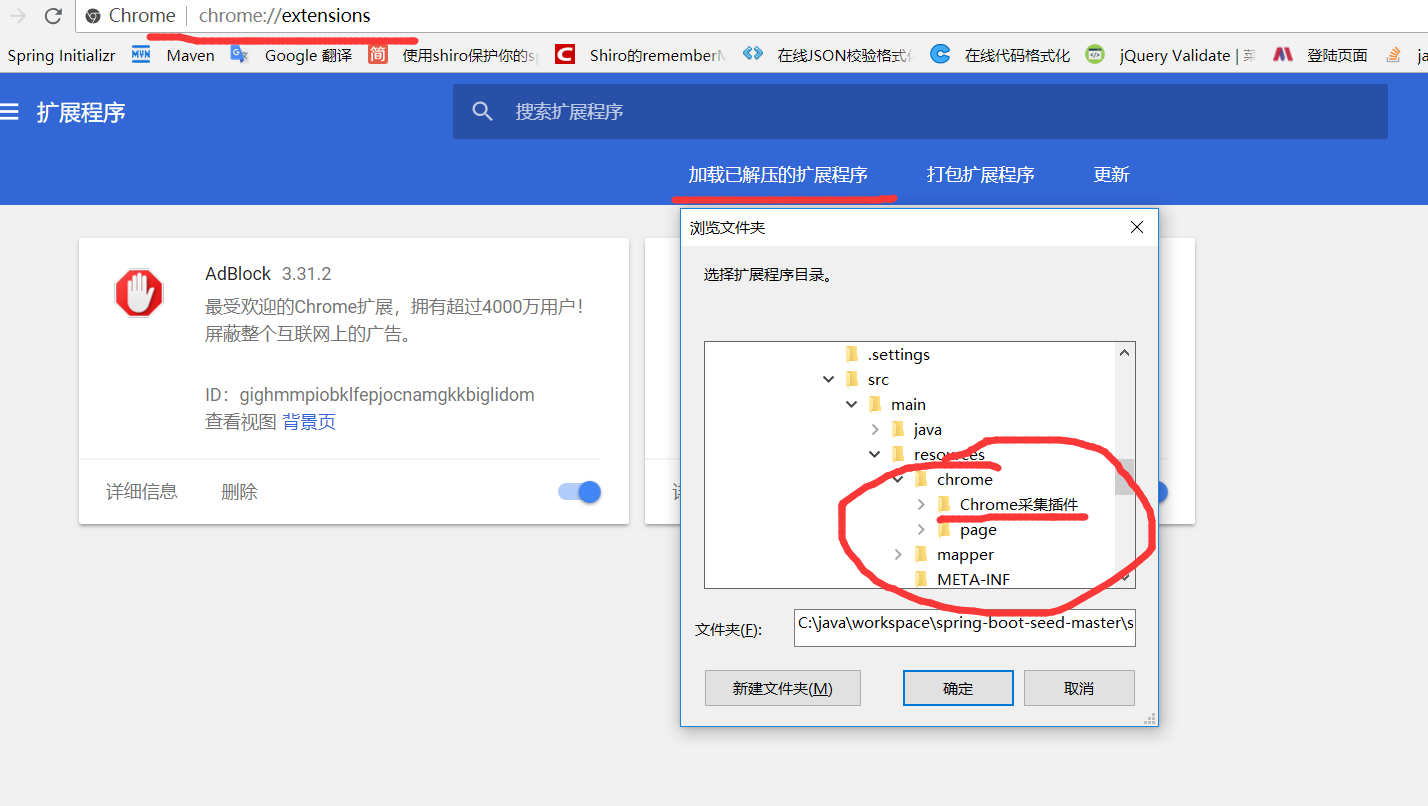 Chrome | chrome://extensions
Spring Initializr Maven Google 翻译 简 使用shiro保护你的sp Shiro的rememberM 在线JSON校验格式化 在线代码格式化 jQuery Validate | 菜 登陆页面 ja
扩展程序 搜索扩展程序
加载已解压的扩展程序 打包扩展程序 更新
浏览文件夹
选择扩展程序目录。
AdBlock 3.31.2
最受欢迎的Chrome扩展，拥有超过4000万用户！
屏蔽整个互联网上的广告。
ID：gighmmpiobklfepjocnamgkkbiglidom
查看视图 背景页
详细信息 删除
.settings
src
main
java
resources
chrome
Chrome采集插件
page
mapper
META-INF
文件夹(F): C:\java\workspace\spring-boot-seed-master\s
新建文件夹(M) 确定 取消